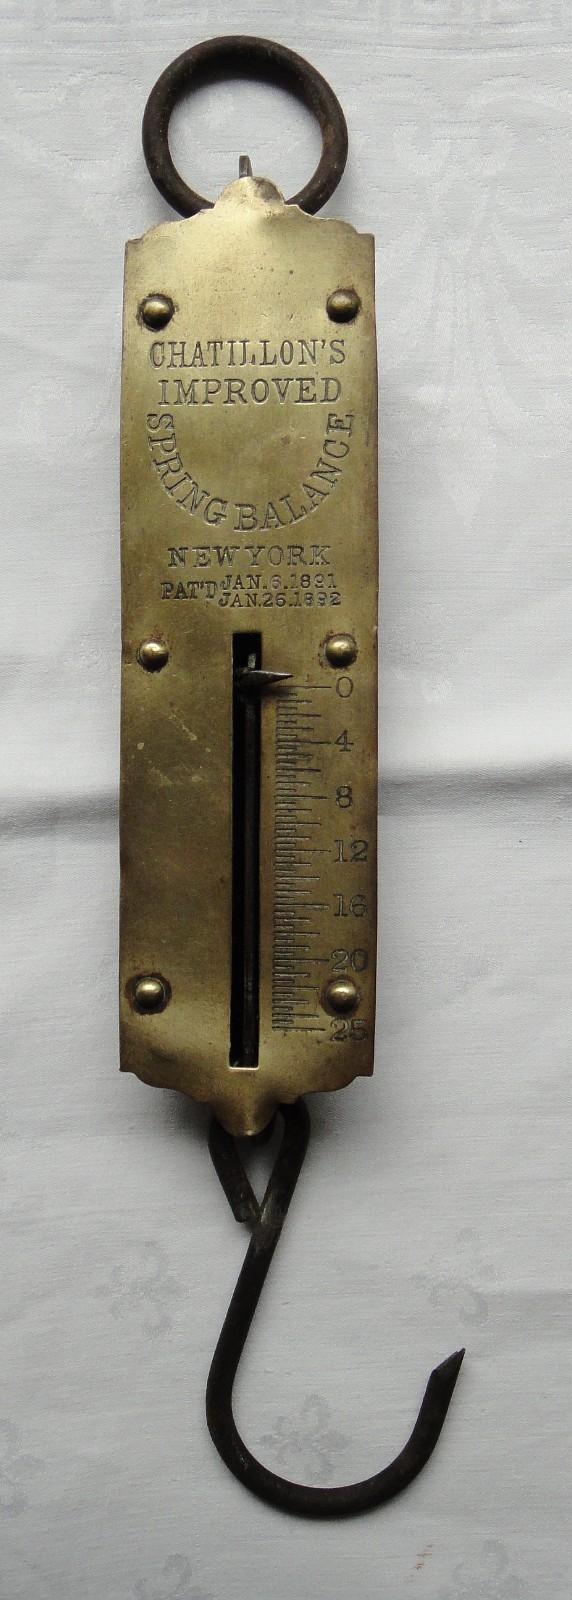 CHATILLON'S
IMPROVED
SPRING BALANCE
NEW YORK
PAT'D JAN.6.1891
JAN.26.1892
0
4
8
12
16
20
25